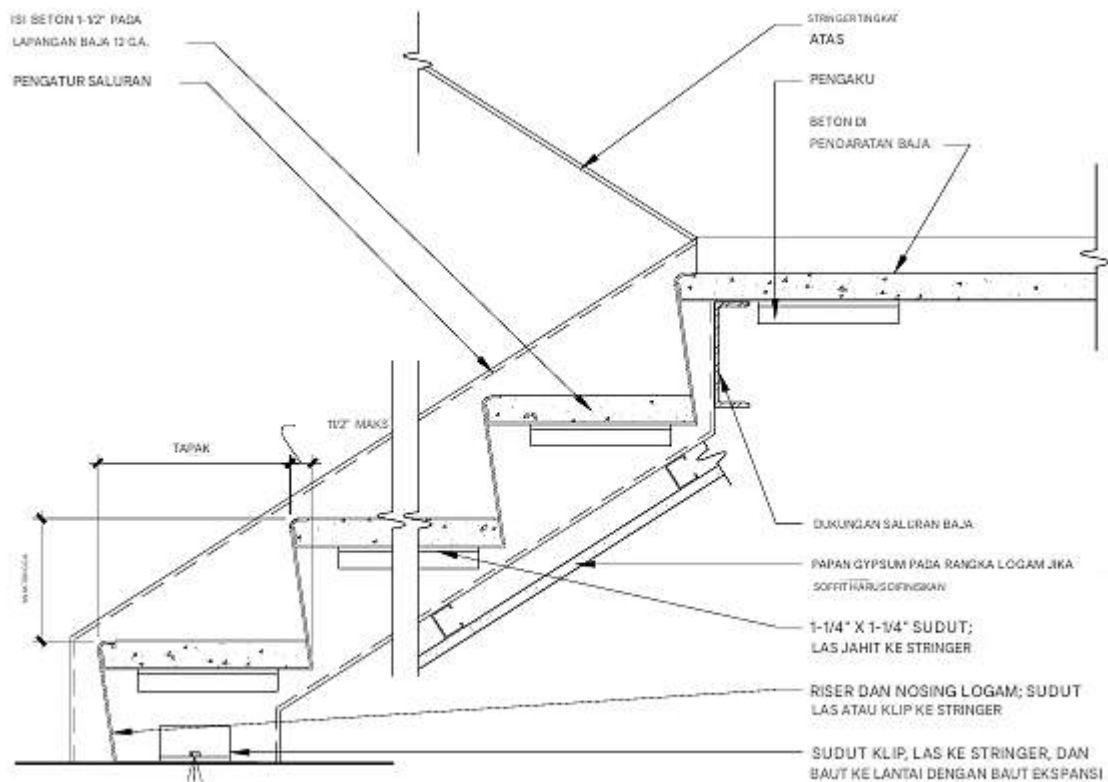 ISI BETON 1-1/2" PADA
LAPANGAN BAJA 12 GA.
PENGATUR SALURAN
STRINGER TINGKAT
ATAS
PENGAKU
BETON DI
PENDARATAN BAJA
11/2" MAKS
TAPAK
DUKUNGAN SALURAN BAJA
PAPAN GYPSUM PADA RANGKA LOGAM JIKA
SOFFIT HARUS DIFINISIKAN
1-1/4" X 1-1/4" SUDUT;
LAS JAHIT KE STRINGER
RISER DAN NOSING LOGAM; SUDUT
LAS ATAU KLIP KE STRINGER
SUDUT KLIP, LAS KE STRINGER, DAN
BAUT KE LANTAI DENGAN BAUT EKSPANSI